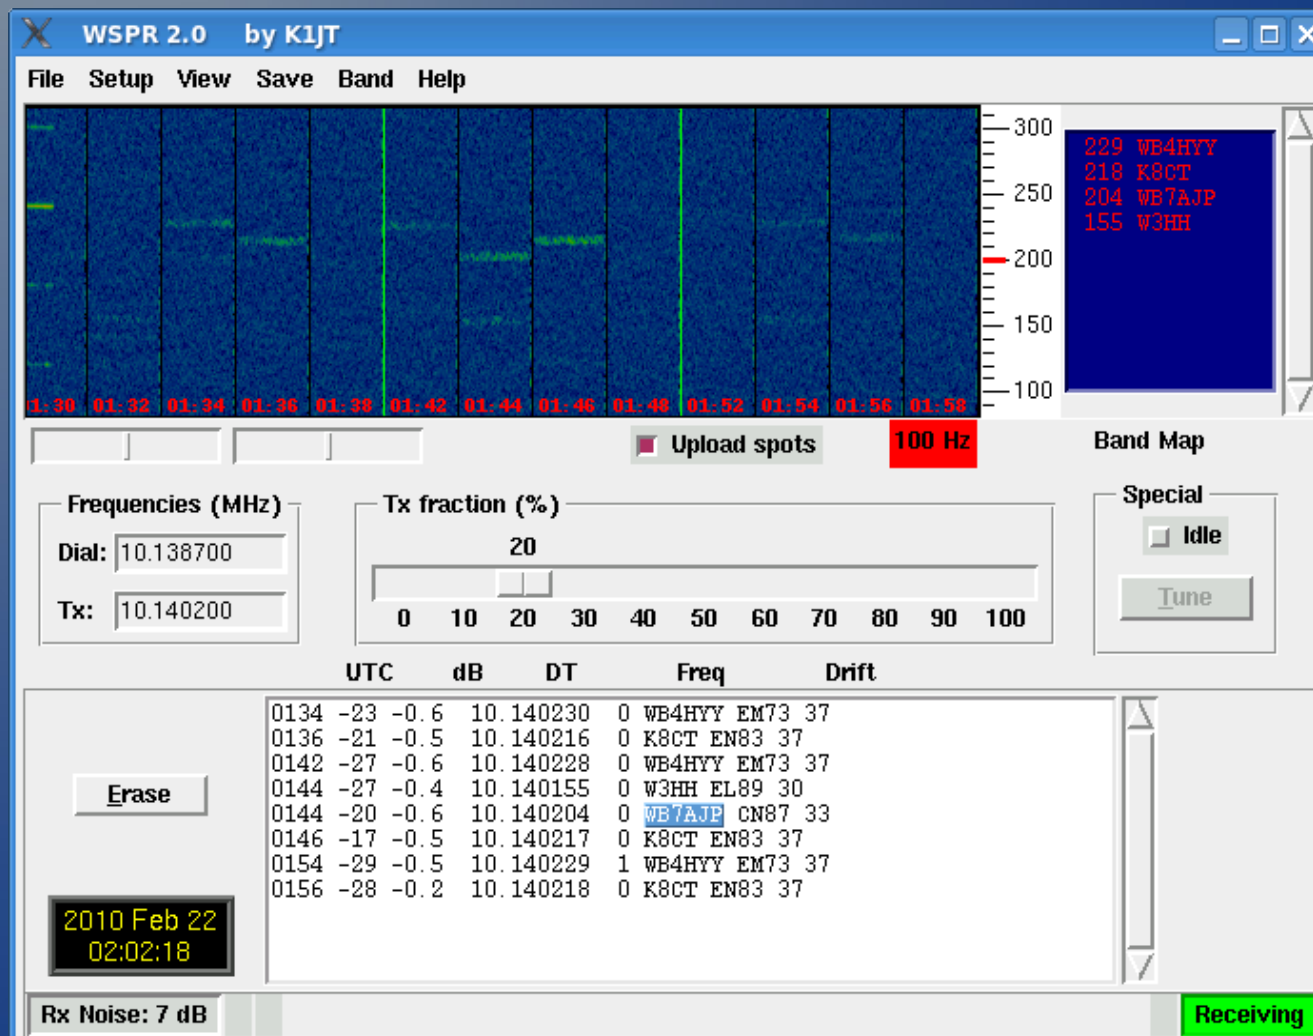 WSPR 2.0 by K1JT
File Setup View Save Band Help
300
250
200
150
100
229 WB4HYY
218 K8CT
204 WB7AJP
155 W3HH
1:30 01:32 01:34 01:36 01:38 01:42 01:44 01:46 01:48 01:52 01:54 01:56 01:58
Upload spots
100 Hz
Band Map
Frequencies (MHz)
Dial: 10.138700
Tx: 10.140200
Tx fraction (%)
20
0 10 20 30 40 50 60 70 80 90 100
Special
Idle
Tune
UTC dB DT Freq Drift
0134 -23 -0.6 10.140230 0 WB4HYY EM73 37
0136 -21 -0.5 10.140216 0 K8CT EN83 37
0142 -27 -0.6 10.140228 0 WB4HYY EM73 37
0144 -27 -0.4 10.140155 0 W3HH EL89 30
0144 -20 -0.6 10.140204 0 WB7AJP CN87 33
0146 -17 -0.5 10.140217 0 K8CT EN83 37
0154 -29 -0.5 10.140229 1 WB4HYY EM73 37
0156 -28 -0.2 10.140218 0 K8CT EN83 37
Erase
2010 Feb 22
02:02:18
Rx Noise: 7 dB
Receiving